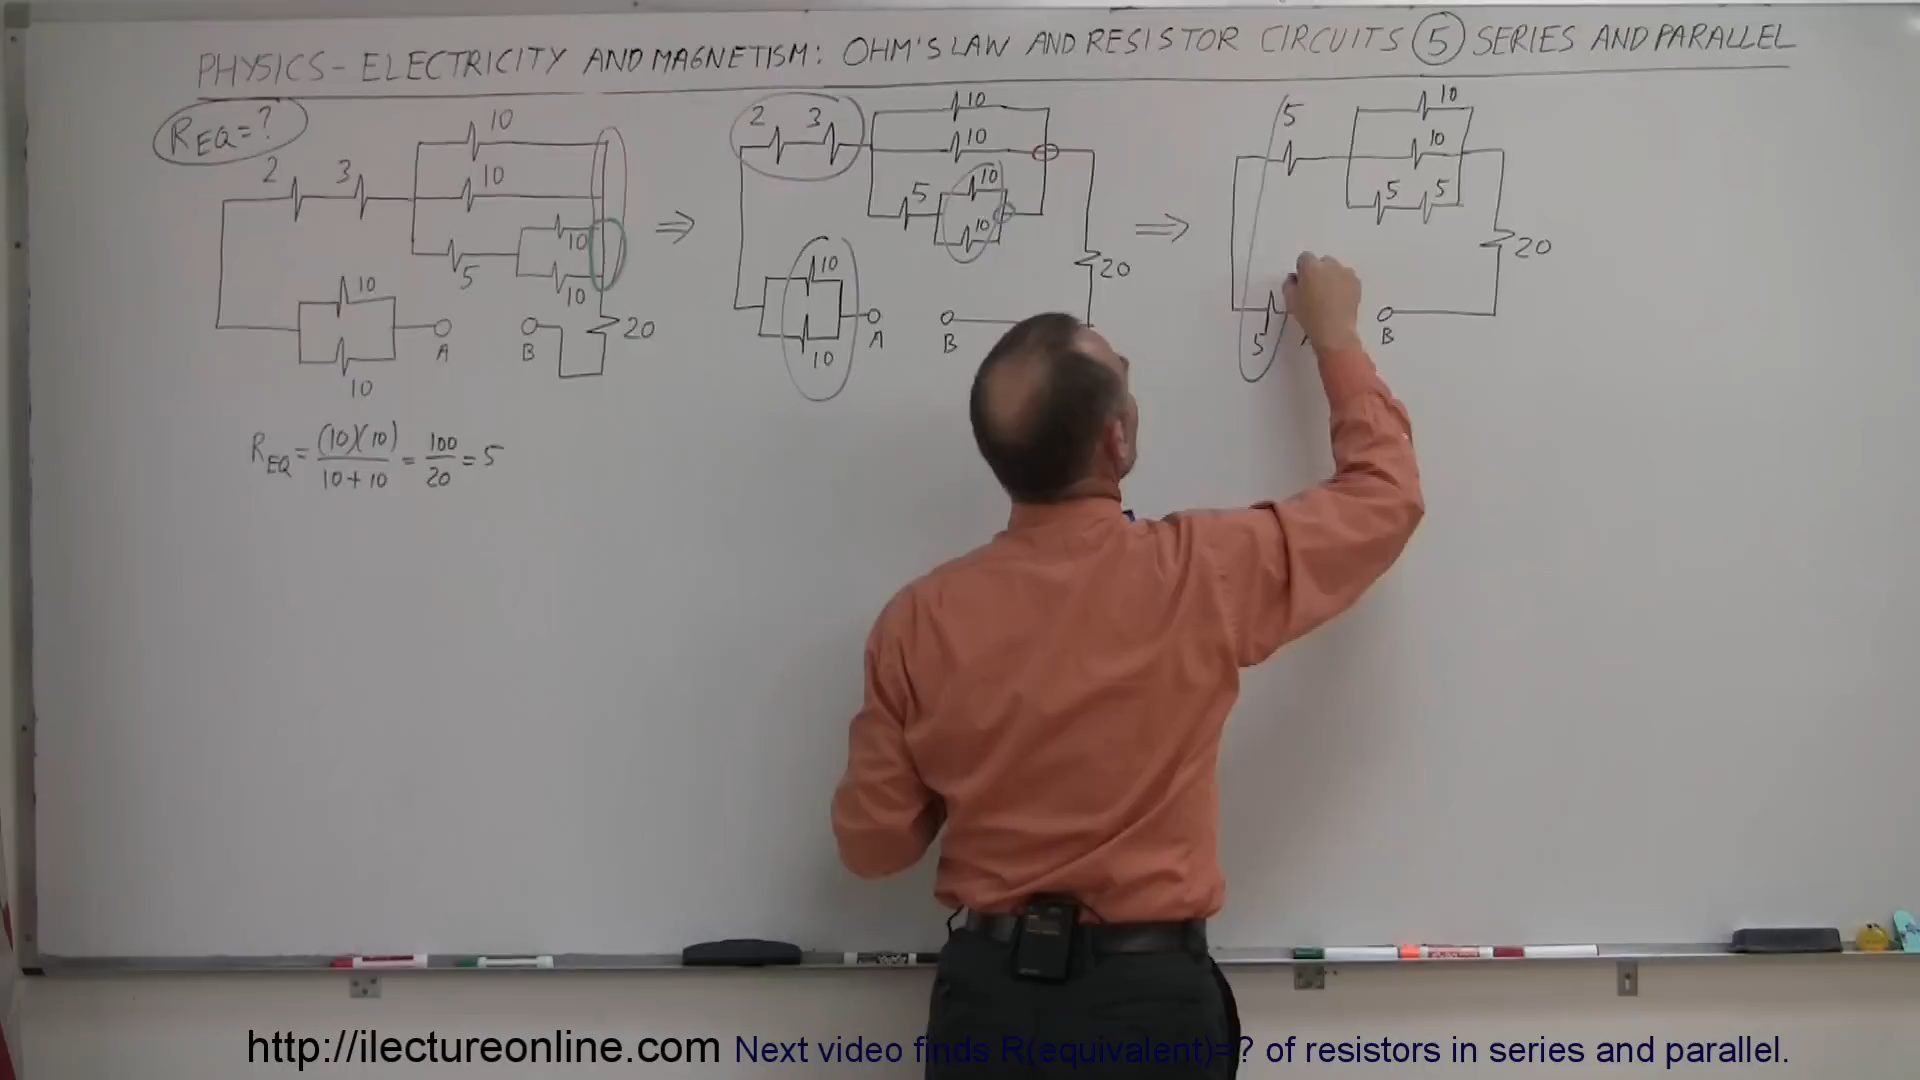 PHYSICS - ELECTRICITY AND MAGNETISM: OHM'S LAW AND RESISTOR CIRCUITS 5 SERIES AND PARALLEL
REQ = ?
2 3 10
10
5 10
10
10
10
A B 20
⇒
2 3 10
10
5 10
10
10
10
A B 20
⇒
5 10
10
5 5
5
B 20
REQ = (10)(10) / 10 + 10 = 100 / 20 = 5
http://ilectureonline.com Next video finds R(equivalent)=? of resistors in series and parallel.